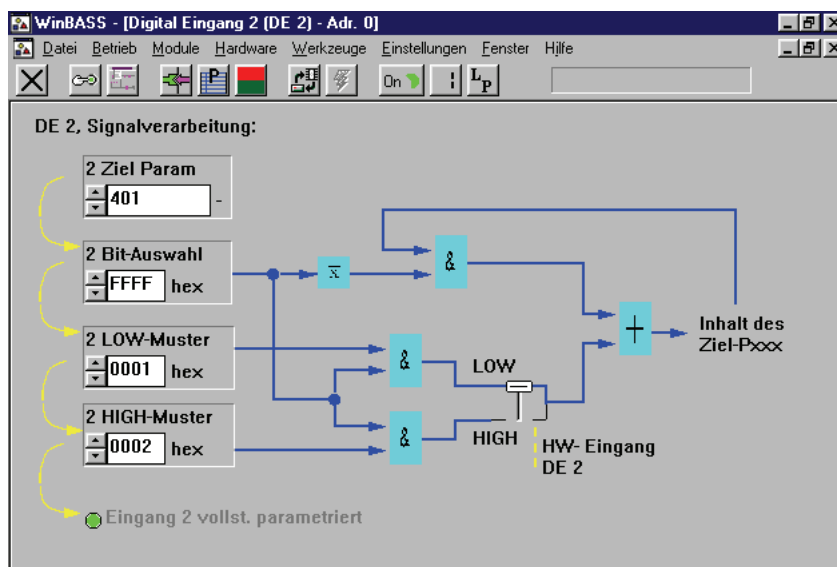 WinBASS - [Digital Eingang 2 (DE 2) - Adr. 0]
Datei Betrieb Module Hardware Werkzeuge Einstellungen Fenster Hilfe
P On L P
DE 2, Signalverarbeitung:
2 Ziel Param
401 -
2 Bit-Auswahl
FFFF hex
x
&
2 LOW-Muster
0001 hex
&
LOW
+
Inhalt des
Ziel-Pxxx
2 HIGH-Muster
0002 hex
&
HIGH
HW- Eingang
DE 2
Eingang 2 vollst. parametriert